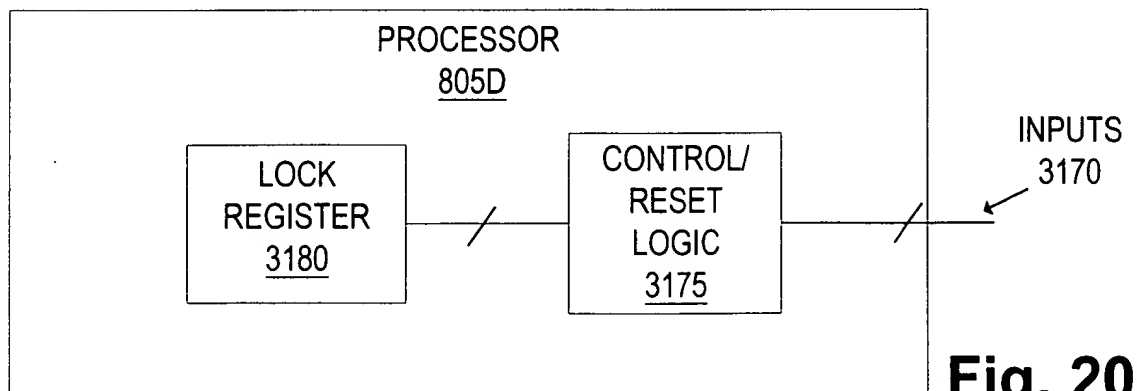 PROCESSOR
805D
LOCK
REGISTER
3180
CONTROL/
RESET
LOGIC
3175
INPUTS
3170
Fig. 20